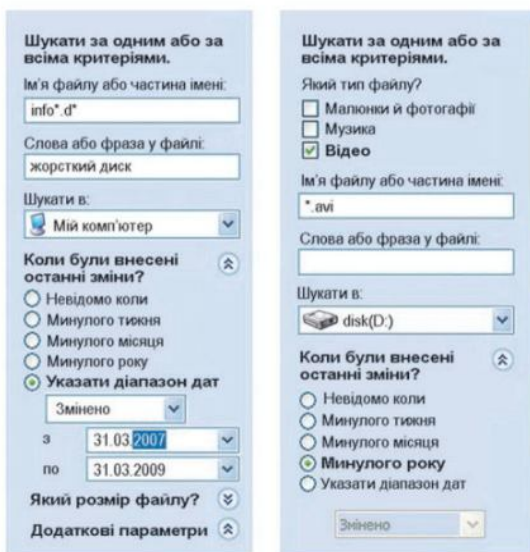 Шукати за одним або за
всіма критеріями.
Ім'я файлу або частина імені:
info*.d*
Слова або фраза у файлі:
жорсткий диск
Шукати в:
Мій комп'ютер
Коли були внесені
останні зміни?
Невідомо коли
Минулого тижня
Минулого місяця
Минулого року
Указати діапазон дат
Змінено
з 31.03.2007
по 31.03.2009
Який розмір файлу?
Додаткові параметри
Шукати за одним або за
всіма критеріями.
Який тип файлу?
Малюнки й фотогафії
Музика
Відео
Ім'я файлу або частина імені:
*.avi
Слова або фраза у файлі:
Шукати в:
disk(D:)
Коли були внесені
останні зміни?
Невідомо коли
Минулого тижня
Минулого місяця
Минулого року
Указати діапазон дат
Змінено